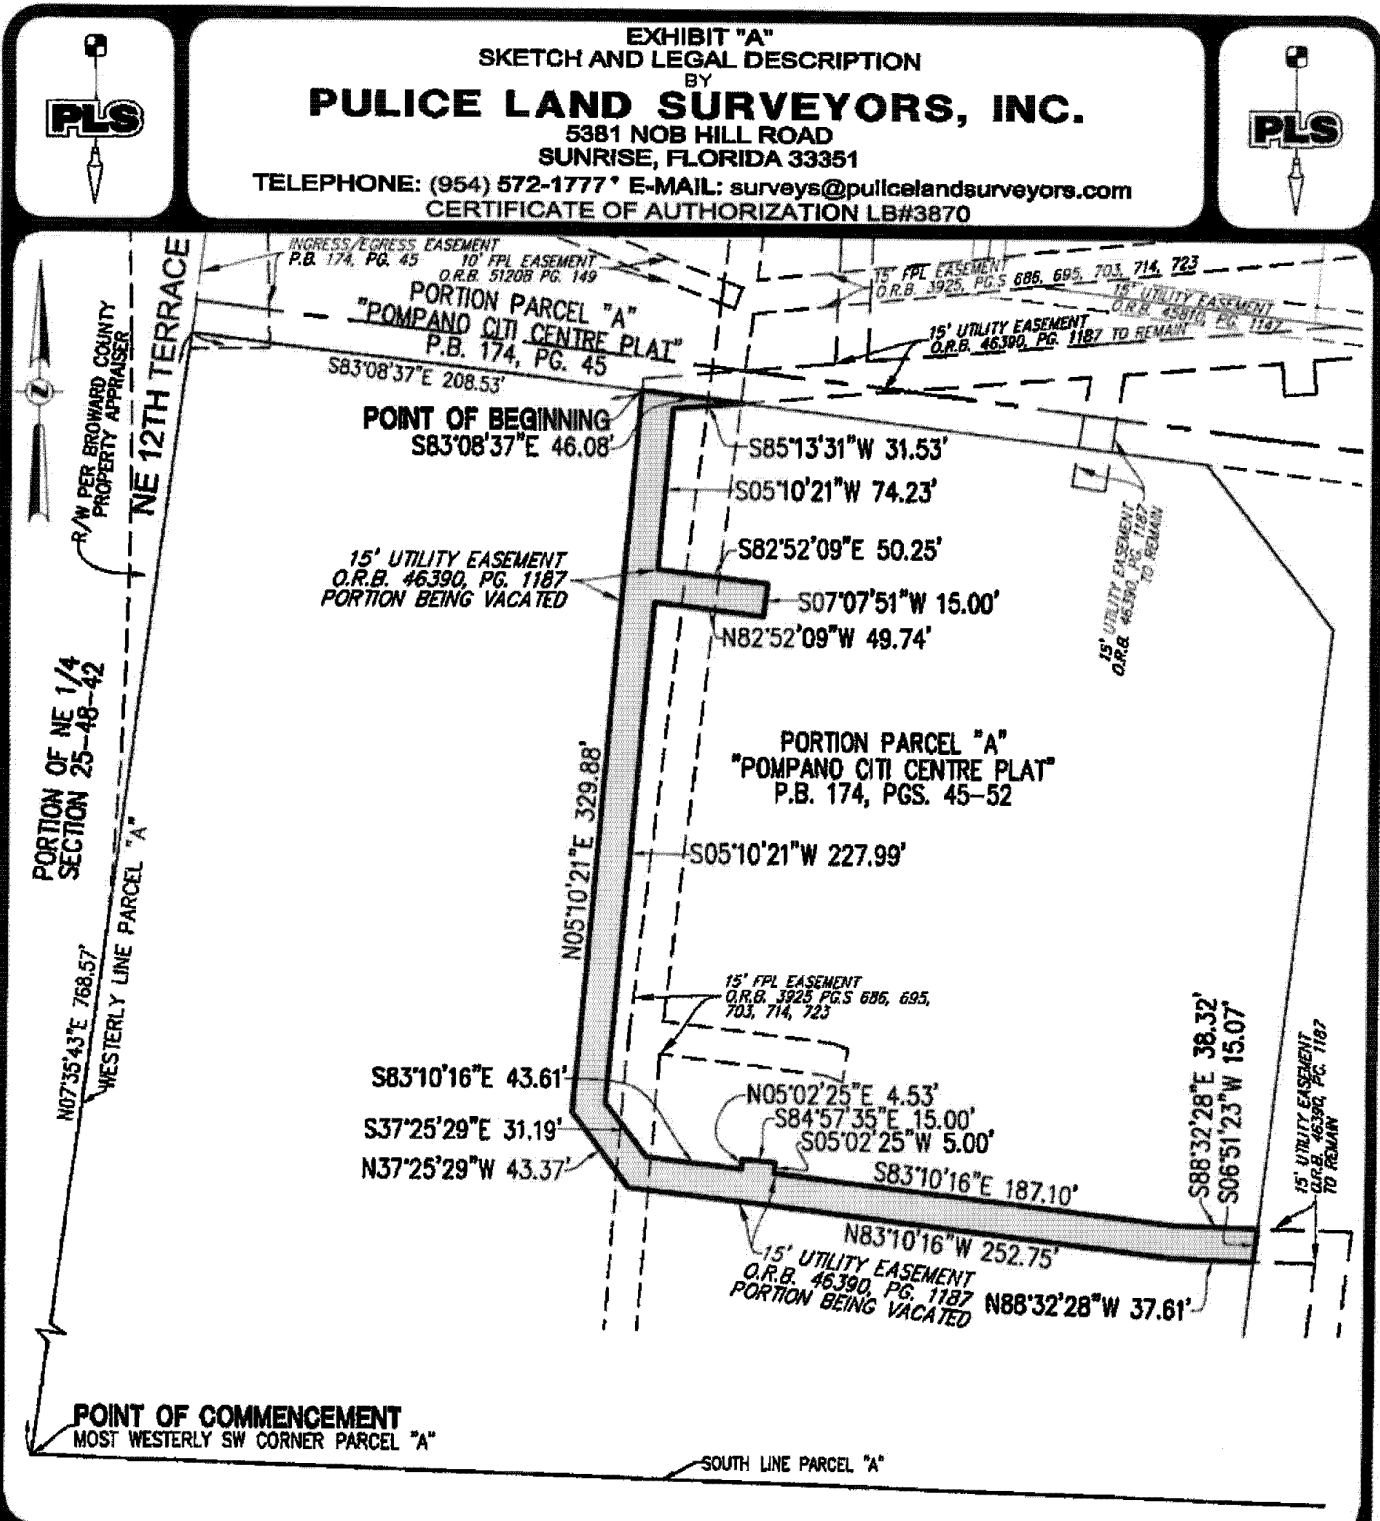 EXHIBIT "A"
SKETCH AND LEGAL DESCRIPTION
BY
PULICE LAND SURVEYORS, INC.
5381 NOB HILL ROAD
SUNRISE, FLORIDA 33351
TELEPHONE: (954) 572-1777 * E-MAIL: surveys@pulicelandsurveyors.com
CERTIFICATE OF AUTHORIZATION LB#3870
PLS
PLS
INGRESS/EGRESS EASEMENT
P.B. 174, PG. 45
10' FPL EASEMENT
O.R.B. 51208 PG. 149
PORTION PARCEL "A"
"POMPANO CITI CENTRE PLAT"
P.B. 174, PG. 45
15' FPL EASEMENT
O.R.B. 3925, PG.S 686, 695, 703, 714, 723
15' UTILITY EASEMENT
O.R.B. 45810, PG. 1147
15' UTILITY EASEMENT
O.R.B. 46390, PG. 1187 TO REMAIN
NE 12TH TERRACE
R/W PER BROWARD COUNTY
PROPERTY APPRAISER
Z
S83°08'37"E 208.53'
POINT OF BEGINNING
S83°08'37"E 46.08'
S85°13'31"W 31.53'
S05°10'21"W 74.23'
S82°52'09"E 50.25'
15' UTILITY EASEMENT
O.R.B. 46390, PG. 1187
PORTION BEING VACATED
S07°07'51"W 15.00'
N82°52'09"W 49.74'
15' UTILITY EASEMENT
O.R.B. 46390, PG. 1187
TO REMAIN
PORTION OF NE 1/4
SECTION 25-48-42
PORTION PARCEL "A"
"POMPANO CITI CENTRE PLAT"
P.B. 174, PGS. 45-52
N05°10'21"E 329.88'
S05°10'21"W 227.99'
N07°35'43"E 768.57'
WESTERLY LINE PARCEL "A"
15' FPL EASEMENT
O.R.B. 3925 PG.S 686, 695,
703, 714, 723
S83°10'16"E 43.61'
N05°02'25"E 4.53'
S84°57'35"E 15.00'
S37°25'29"E 31.19'
S05°02'25"W 5.00'
N37°25'29"W 43.37'
S83°10'16"E 187.10'
S88°32'28"E 38.32'
S06°51'23"W 15.07'
15' UTILITY EASEMENT
O.R.B. 46390, PG. 1187
TO REMAIN
N83°10'16"W 252.75'
15' UTILITY EASEMENT
O.R.B. 46390, PG. 1187
PORTION BEING VACATED
N88°32'28"W 37.61'
POINT OF COMMENCEMENT
MOST WESTERLY SW CORNER PARCEL "A"
SOUTH LINE PARCEL "A"